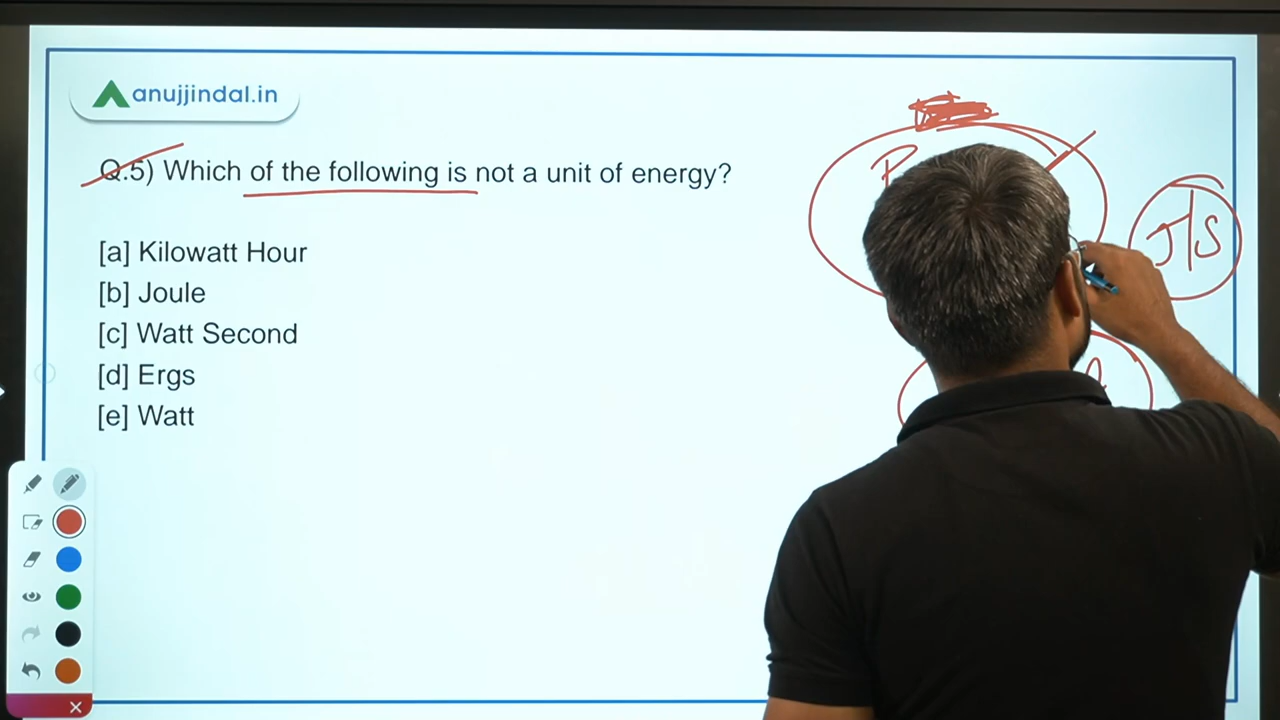 anujjindal.in
Q.5) Which of the following is not a unit of energy?
P
J/S
[a] Kilowatt Hour
[b] Joule
[c] Watt Second
[d] Ergs
[e] Watt